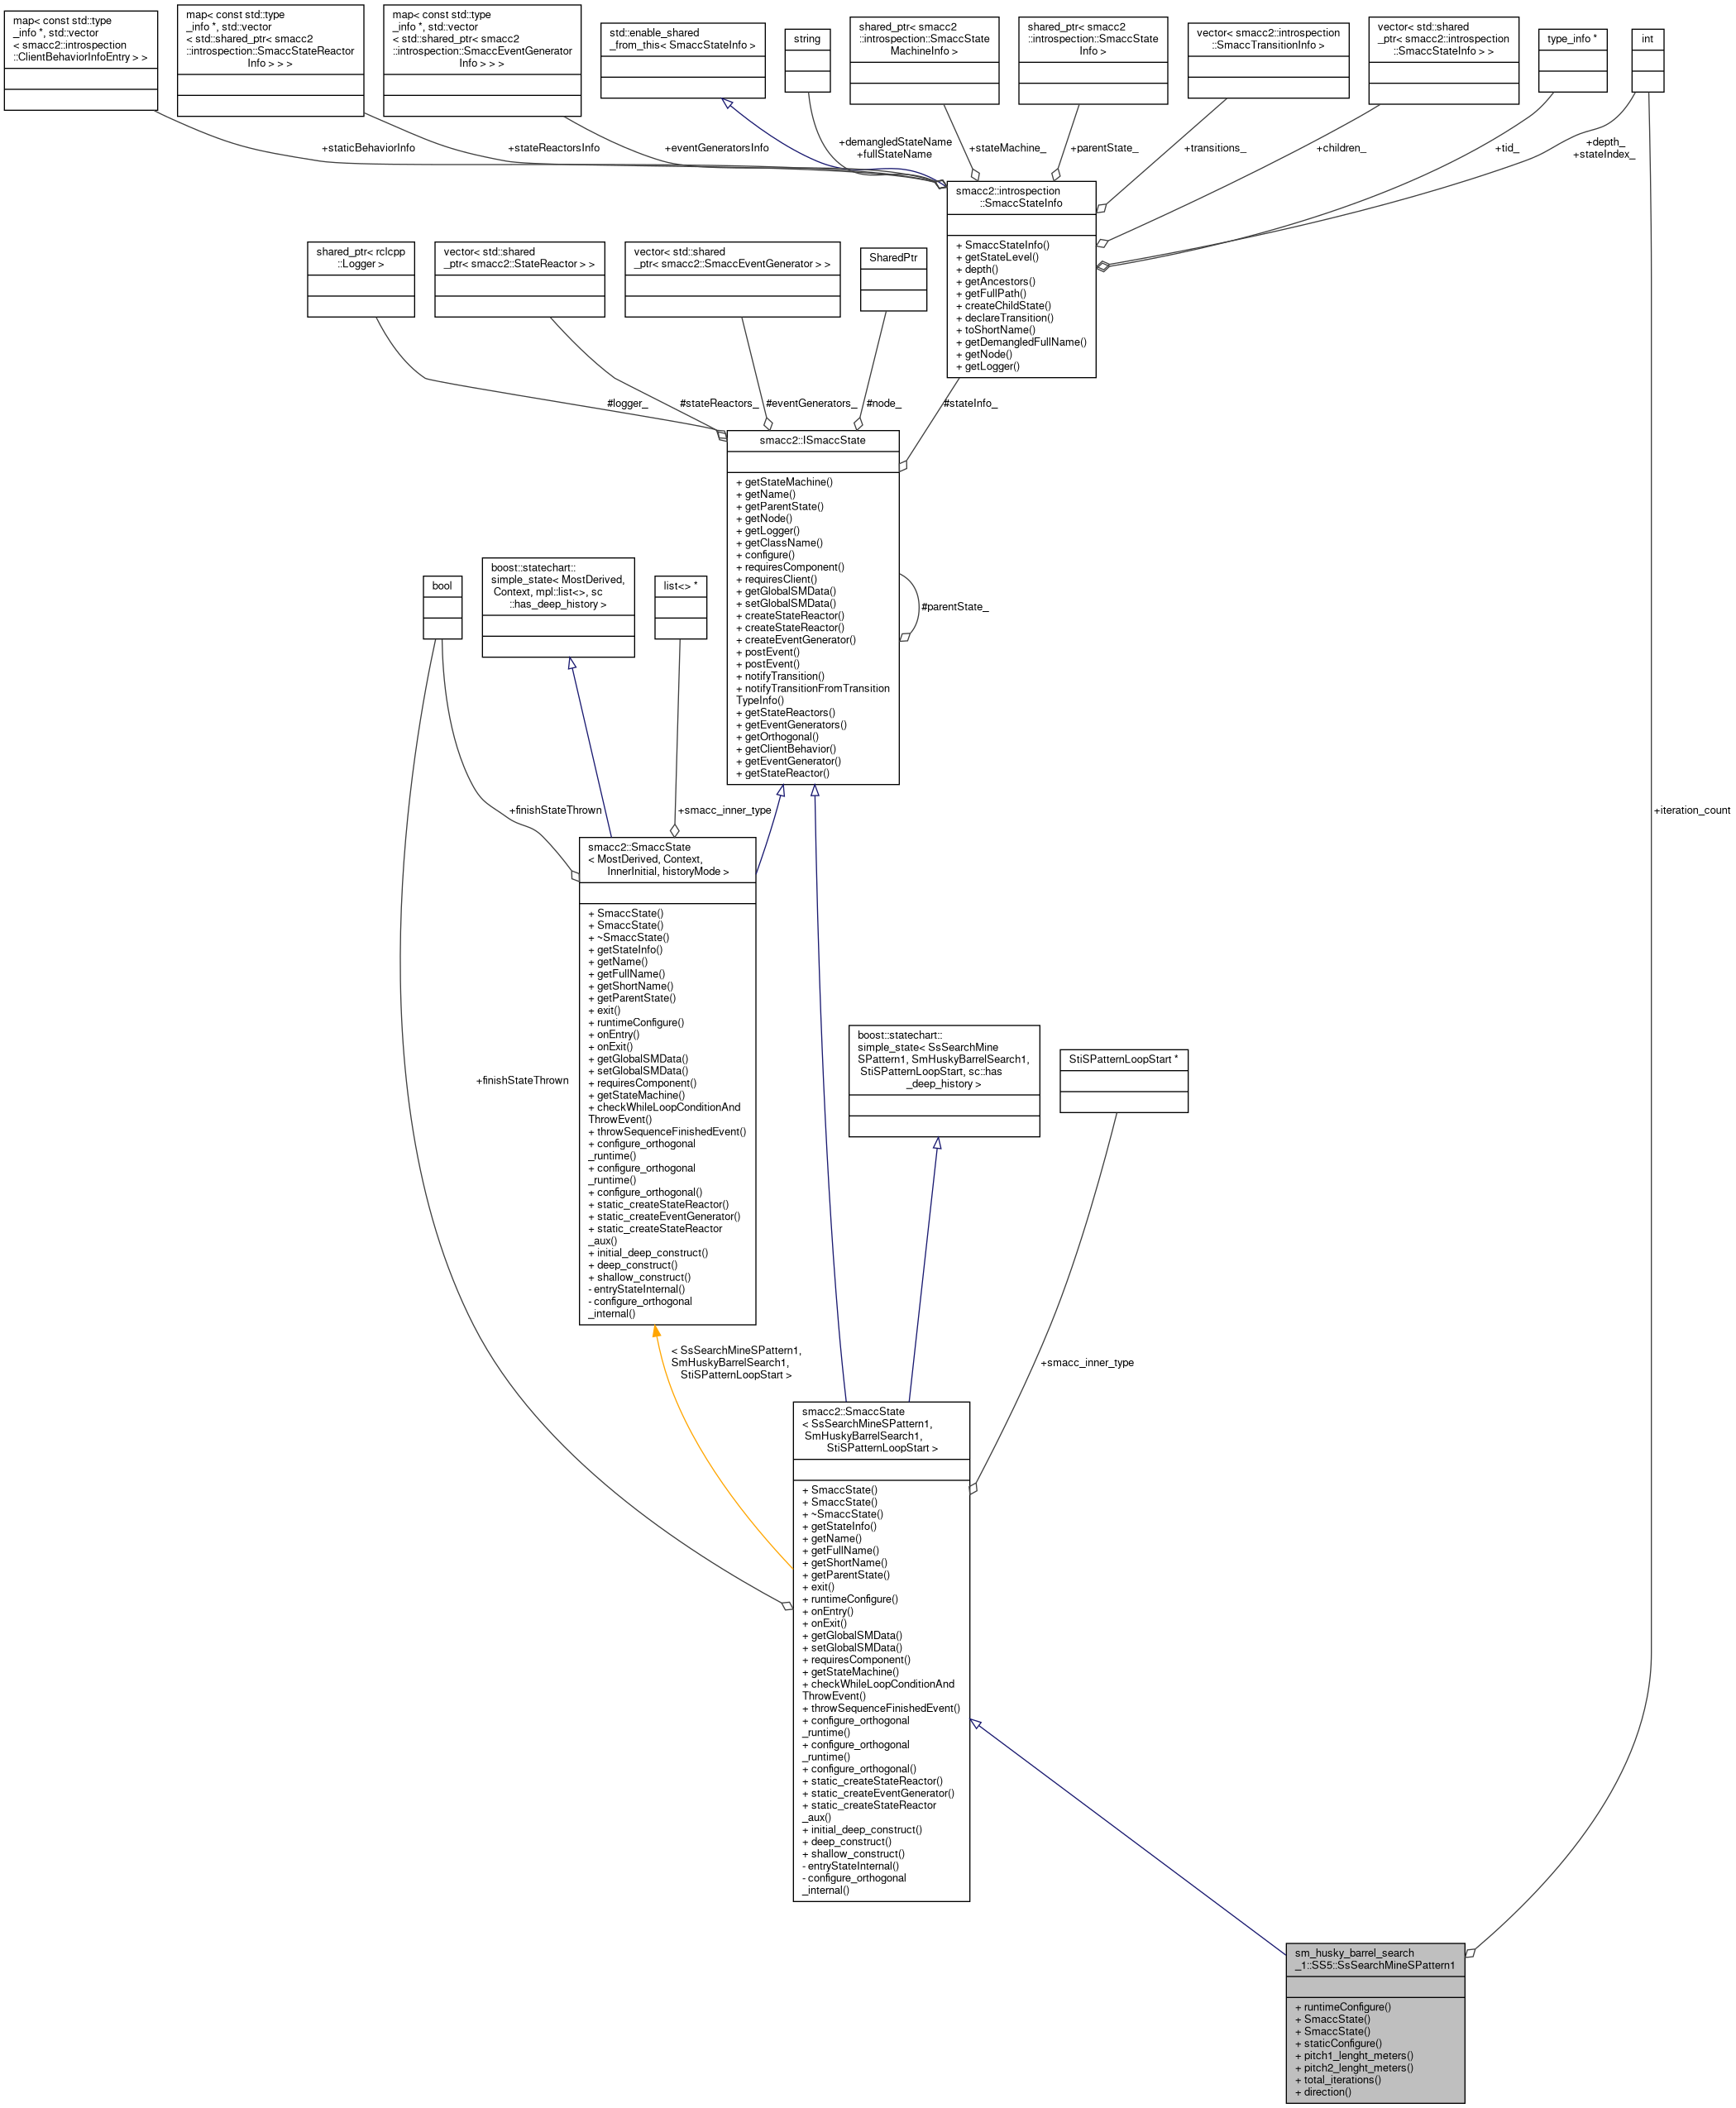 map< const std::type
_info *, std::vector
< smacc2::introspection
::ClientBehaviorInfoEntry > >
map< const std::type
_info *, std::vector
< std::shared_ptr< smacc2
::introspection::SmaccStateReactor
Info > > >
map< const std::type
_info *, std::vector
< std::shared_ptr< smacc2
::introspection::SmaccEventGenerator
Info > > >
std::enable_shared
_from_this< SmaccStateInfo >
string
shared_ptr< smacc2
::introspection::SmaccState
MachineInfo >
shared_ptr< smacc2
::introspection::SmaccState
Info >
vector< smacc2::introspection
::SmaccTransitionInfo >
vector< std::shared
_ptr< smacc2::introspection
::SmaccStateInfo > >
type_info *
int
+staticBehaviorInfo
+stateReactorsInfo
+eventGeneratorsInfo
+demangledStateName
+fullStateName
+stateMachine_
+parentState_
+transitions_
+children_
+tid_
+depth_
+stateIndex_
smacc2::introspection
::SmaccStateInfo
+ SmaccStateInfo()
+ getStateLevel()
+ depth()
+ getAncestors()
+ getFullPath()
+ createChildState()
+ declareTransition()
+ toShortName()
+ getDemangledFullName()
+ getNode()
+ getLogger()
shared_ptr< rclcpp
::Logger >
vector< std::shared
_ptr< smacc2::StateReactor > >
vector< std::shared
_ptr< smacc2::SmaccEventGenerator > >
SharedPtr
#logger_
#stateReactors_
#eventGenerators_
#node_
#stateInfo_
smacc2::ISmaccState
+ getStateMachine()
+ getName()
+ getParentState()
+ getNode()
+ getLogger()
+ getClassName()
+ configure()
+ requiresComponent()
+ requiresClient()
+ getGlobalSMData()
+ setGlobalSMData()
+ createStateReactor()
+ createStateReactor()
+ createEventGenerator()
+ postEvent()
+ postEvent()
+ notifyTransition()
+ notifyTransitionFromTransition
TypeInfo()
+ getStateReactors()
+ getEventGenerators()
+ getOrthogonal()
+ getClientBehavior()
+ getEventGenerator()
+ getStateReactor()
#parentState_
bool
boost::statechart::
simple_state< MostDerived,
Context, mpl::list<>, sc
::has_deep_history >
list<> *
+finishStateThrown
+smacc_inner_type
+iteration_count
smacc2::SmaccState
< MostDerived, Context,
InnerInitial, historyMode >
+ SmaccState()
+ SmaccState()
+ ~SmaccState()
+ getStateInfo()
+ getName()
+ getFullName()
+ getShortName()
+ getParentState()
+ exit()
+ runtimeConfigure()
+ onEntry()
+ onExit()
+ getGlobalSMData()
+ setGlobalSMData()
+ requiresComponent()
+ getStateMachine()
+ checkWhileLoopConditionAnd
ThrowEvent()
+ throwSequenceFinishedEvent()
+ configure_orthogonal
_runtime()
+ configure_orthogonal
_runtime()
+ configure_orthogonal()
+ static_createStateReactor()
+ static_createEventGenerator()
+ static_createStateReactor
_aux()
+ initial_deep_construct()
+ deep_construct()
+ shallow_construct()
- entryStateInternal()
- configure_orthogonal
_internal()
+finishStateThrown
boost::statechart::
simple_state< SsSearchMine
SPattern1, SmHuskyBarrelSearch1,
StiSPatternLoopStart, sc::has
_deep_history >
StiSPatternLoopStart *
< SsSearchMineSPattern1,
SmHuskyBarrelSearch1,
StiSPatternLoopStart >
+smacc_inner_type
smacc2::SmaccState
< SsSearchMineSPattern1,
SmHuskyBarrelSearch1,
StiSPatternLoopStart >
+ SmaccState()
+ SmaccState()
+ ~SmaccState()
+ getStateInfo()
+ getName()
+ getFullName()
+ getShortName()
+ getParentState()
+ exit()
+ runtimeConfigure()
+ onEntry()
+ onExit()
+ getGlobalSMData()
+ setGlobalSMData()
+ requiresComponent()
+ getStateMachine()
+ checkWhileLoopConditionAnd
ThrowEvent()
+ throwSequenceFinishedEvent()
+ configure_orthogonal
_runtime()
+ configure_orthogonal
_runtime()
+ configure_orthogonal()
+ static_createStateReactor()
+ static_createEventGenerator()
+ static_createStateReactor
_aux()
+ initial_deep_construct()
+ deep_construct()
+ shallow_construct()
- entryStateInternal()
- configure_orthogonal
_internal()
sm_husky_barrel_search
_1::SS5::SsSearchMineSPattern1
+ runtimeConfigure()
+ SmaccState()
+ SmaccState()
+ staticConfigure()
+ pitch1_lenght_meters()
+ pitch2_lenght_meters()
+ total_iterations()
+ direction()